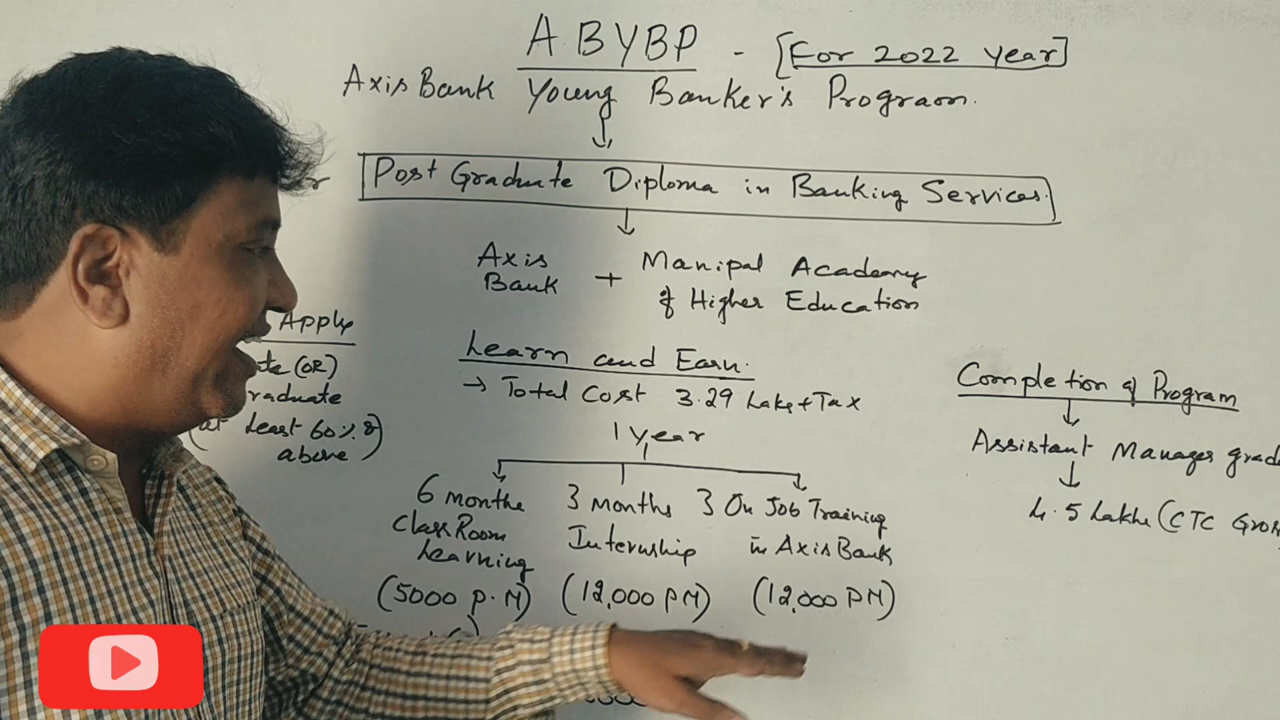 ABYBP - [For 2022 year]
Axis Bank Young Banker's Program.
Post Graduate Diploma in Banking Services.
Axis Bank + Manipal Academy of Higher Education
Apply
(OR)
at least 60% &
above)
Learn and Earn.
→ Total Cost 3.29 Lakhs + Tax
1 year
6 months
Class Room
Learning
(5000 P.M)
3 months
Internship
(12,000 PM)
3 On Job Training
in Axis Bank
(12,000 PM)
Completion of Program
Assistant Manager
4.5 Lakhs (CTC